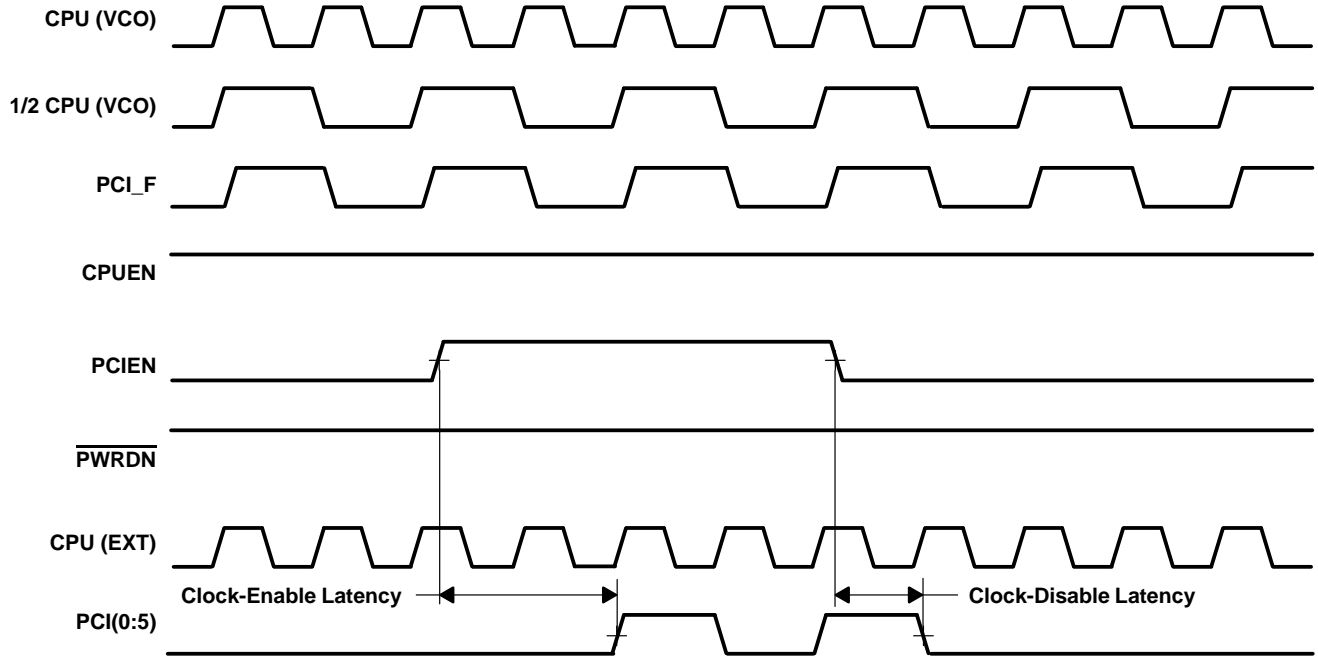 CPU (VCO)
1/2 CPU (VCO)
PCI_F
CPUEN
PCIEN
PWRDN
CPU (EXT)
Clock-Enable Latency
Clock-Disable Latency
PCI(0:5)